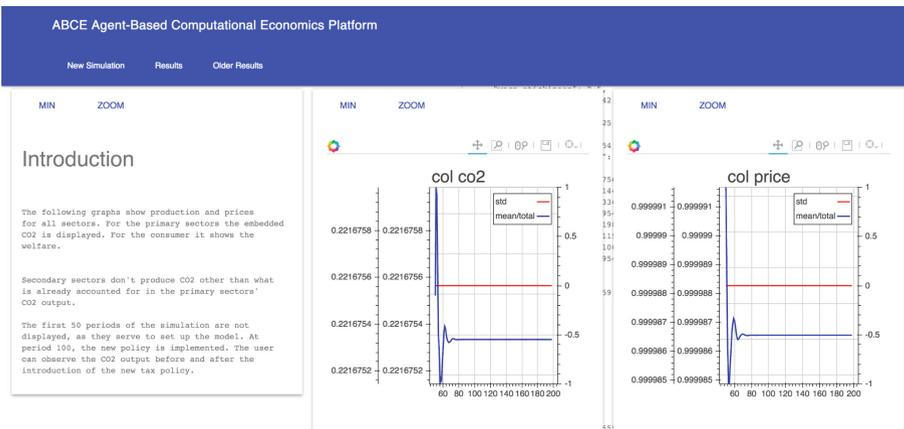 ABCE Agent-Based Computational Economics Platform
New Simulation Results Older Results
MIN ZOOM
Introduction
The following graphs show production and prices
for all sectors. For the primary sectors the embedded
CO2 is displayed. For the consumer it shows the
welfare.
Secondary sectors don't produce CO2 other than what
is already accounted for in the primary sectors'
CO2 output.
The first 50 periods of the simulation are not
displayed, as they serve to set up the model. At
period 100, the new policy is implemented. The user
can observe the CO2 output before and after the
introduction of the new tax policy.
MIN ZOOM
col co2
std
mean/total
0.2216758 0.2216758
0.2216756 0.2216756
0.2216754 0.2216754
0.2216752 0.2216752
1
0.5
0
-0.5
-1
60 80 100 120 140 160 180 200
MIN ZOOM
col price
std
mean/total
0.999991 0.999991
0.99999 0.99999
0.999989 0.999989
0.999988 0.999988
0.999987 0.999987
0.999986 0.999986
0.999985 0.999985
1
0.5
0
-0.5
-1
60 80 100 120 140 160 180 200